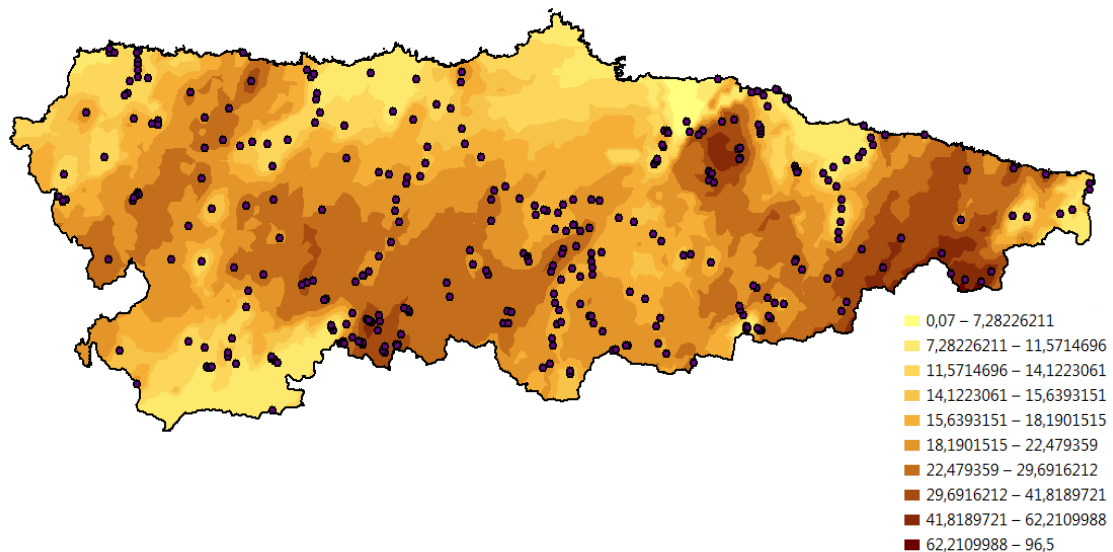 0,07 – 7,28226211
7,28226211 – 11,5714696
11,5714696 – 14,1223061
14,1223061 – 15,6393151
15,6393151 – 18,1901515
18,1901515 – 22,479359
22,479359 – 29,6916212
29,6916212 – 41,8189721
41,8189721 – 62,2109988
62,2109988 – 96,5